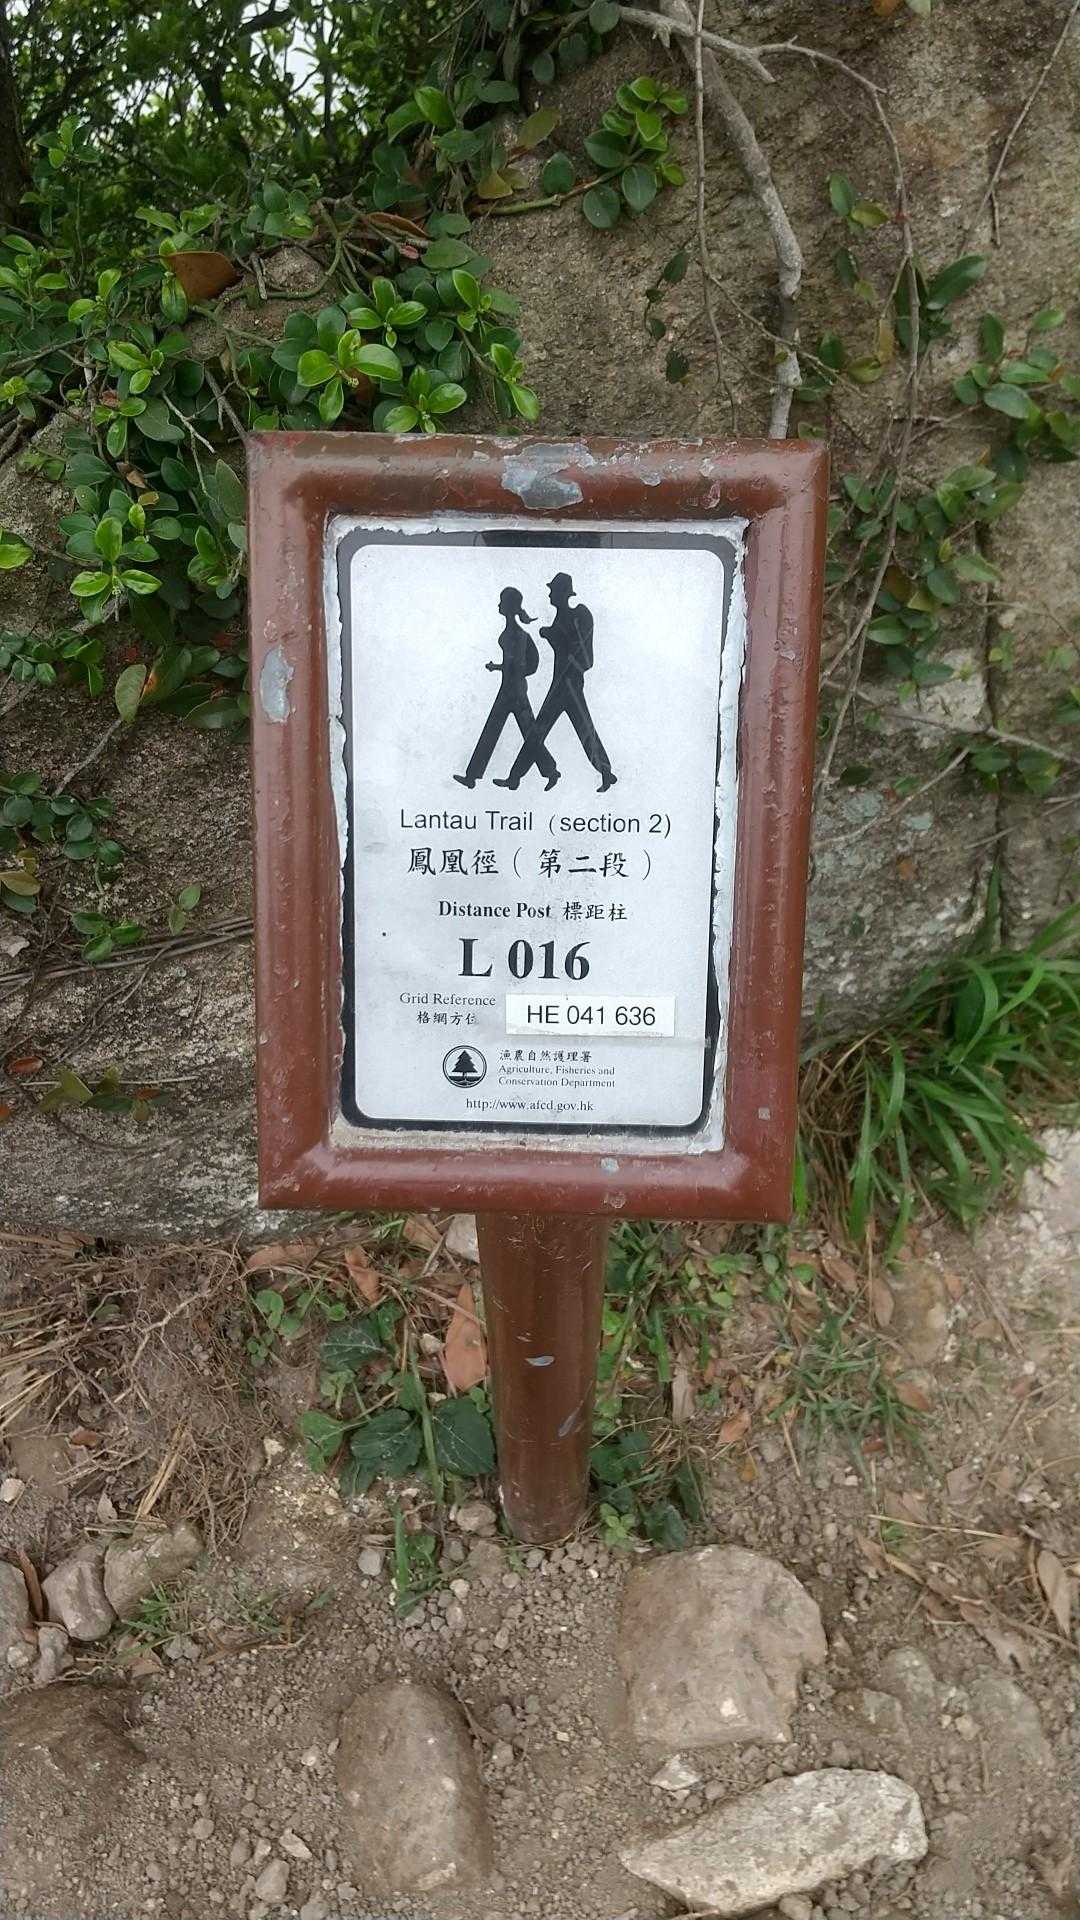 Lantau Trail (section 2)
鳳凰徑（第二段）
Distance Post 標距柱
L 016
Grid Reference HE 041 636
格網方位
漁農自然護理署
Agriculture, Fisheries and
Conservation Department
http://www.afcd.gov.hk